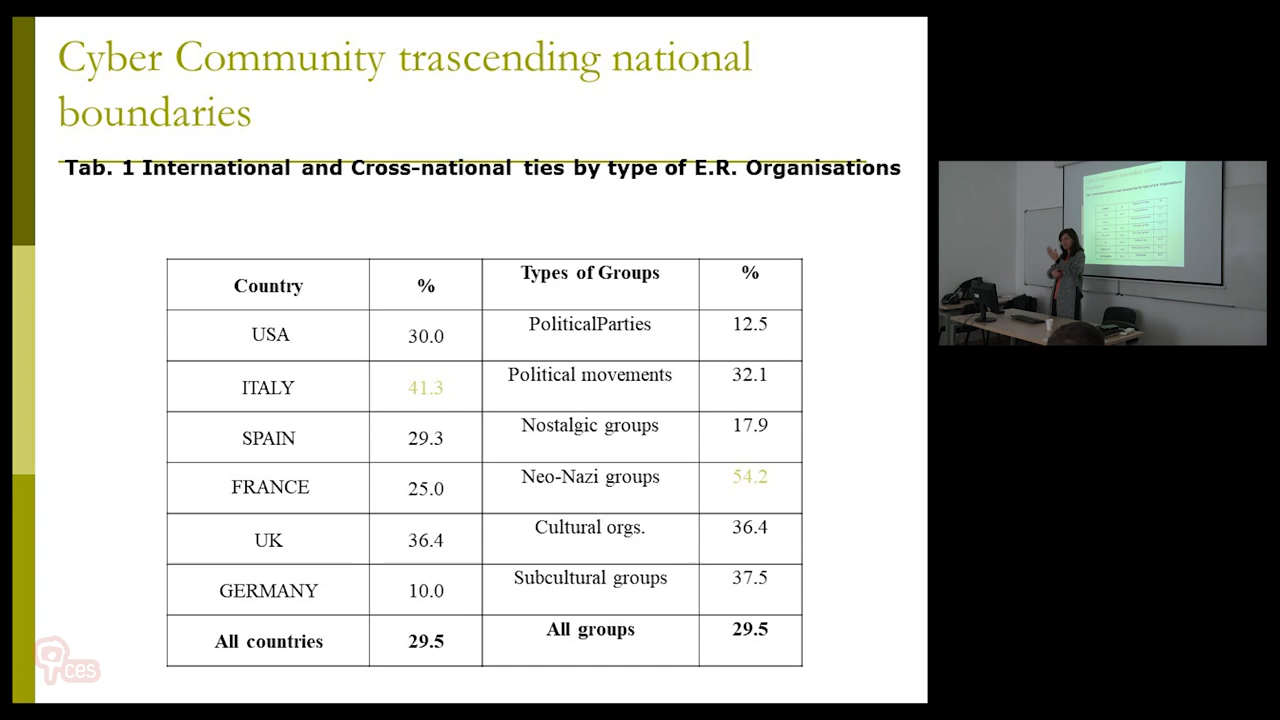 Cyber Community trascending national
boundaries
Tab. 1 International and Cross-national ties by type of E.R. Organisations
Country % Types of Groups %
USA 30.0 PoliticalParties 12.5
ITALY 41.3 Political movements 32.1
SPAIN 29.3 Nostalgic groups 17.9
FRANCE 25.0 Neo-Nazi groups 54.2
UK 36.4 Cultural orgs. 36.4
GERMANY 10.0 Subcultural groups 37.5
All countries 29.5 All groups 29.5
ces